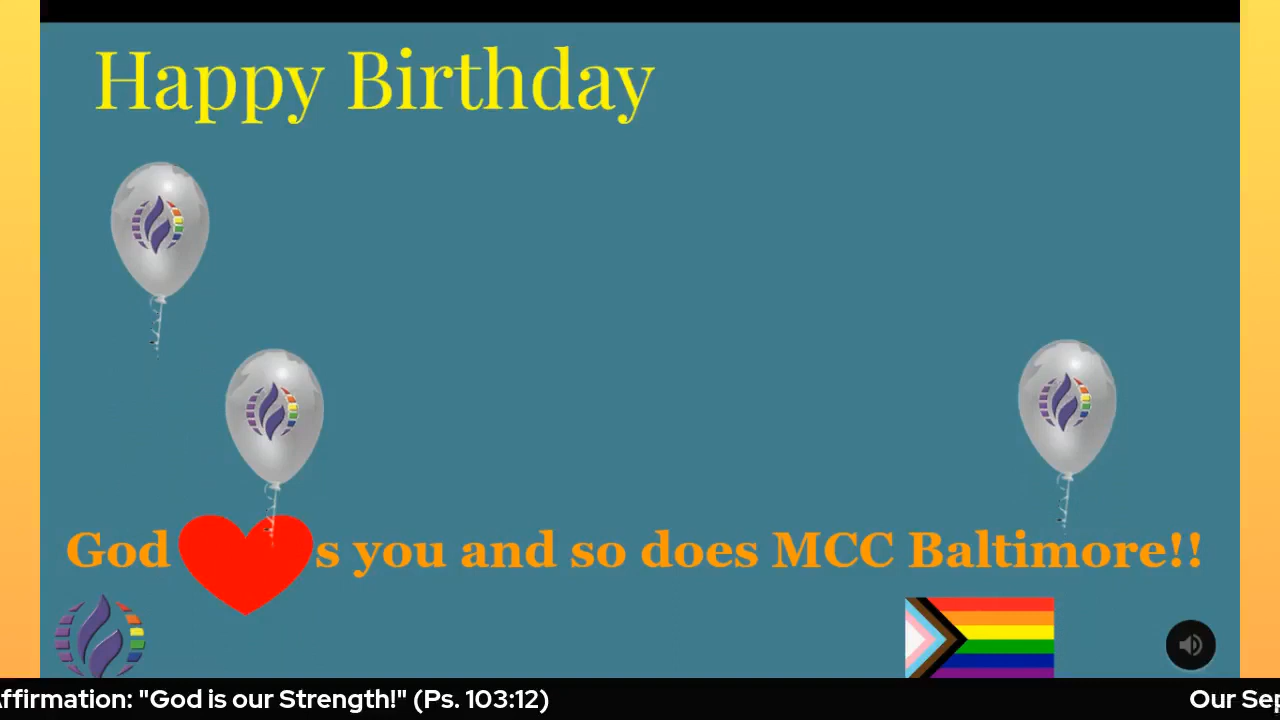 Happy Birthday
God s you and so does MCC Baltimore!!
ffirmation: "God is our Strength!" (Ps. 103:12) Our Sep